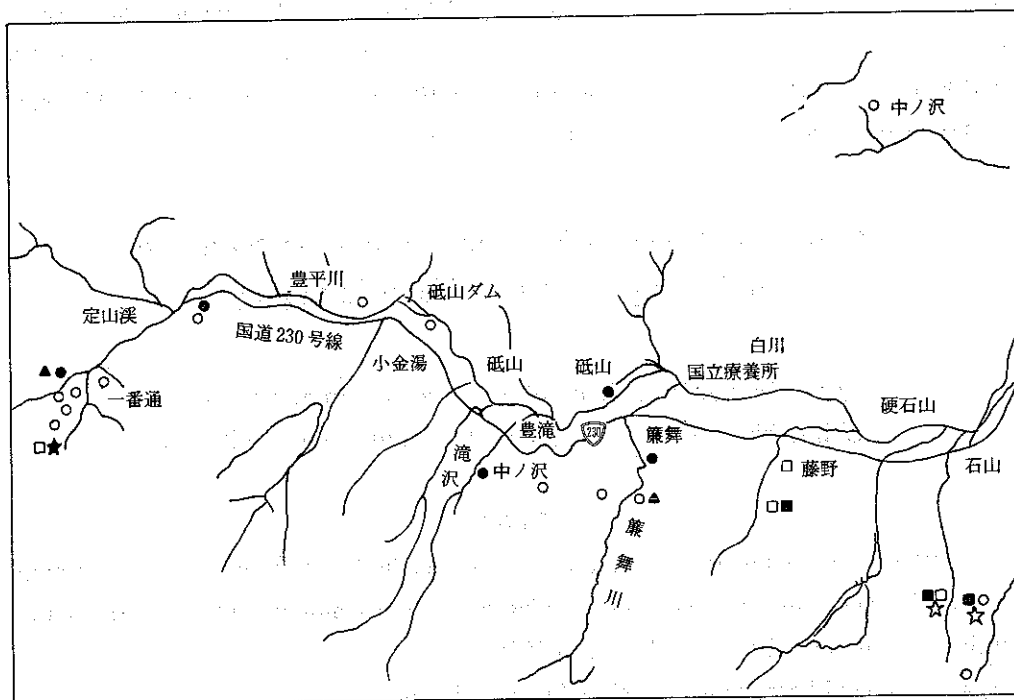 中ノ沢
豊平川
砥山ダム
定山渓
国道230号線
小金湯
砥山
砥山
白川
国立療養所
一番通
硬石山
豊滝
230
簾舞
滝沢
中ノ沢
藤野
石山
簾舞川